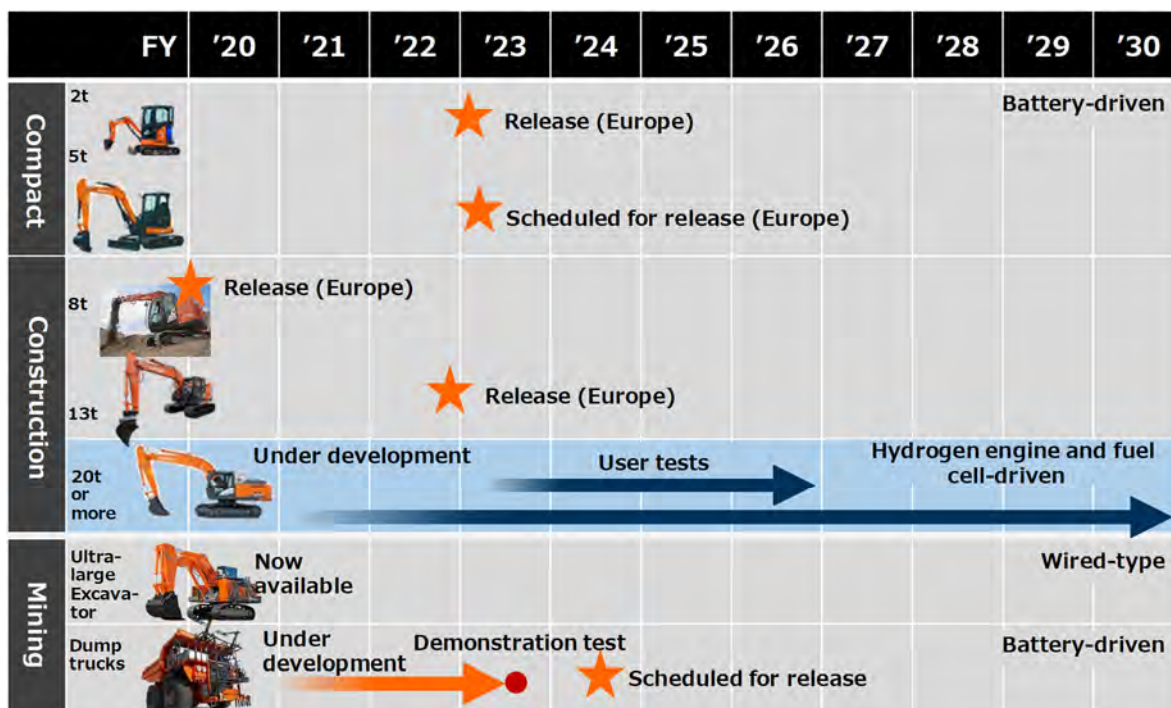 FY '20 '21 '22 '23 '24 '25 '26 '27 '28 '29 '30
Compact
2t
Release (Europe)
Battery-driven
5t
Scheduled for release (Europe)
Construction
8t
Release (Europe)
13t
Release (Europe)
20t or
more
Under development
User tests
Hydrogen engine and fuel
cell-driven
Mining
Ultra-
large
Excava-
tor
Now
available
Wired-type
Dump
trucks
Under
development
Demonstration test
Scheduled for release
Battery-driven